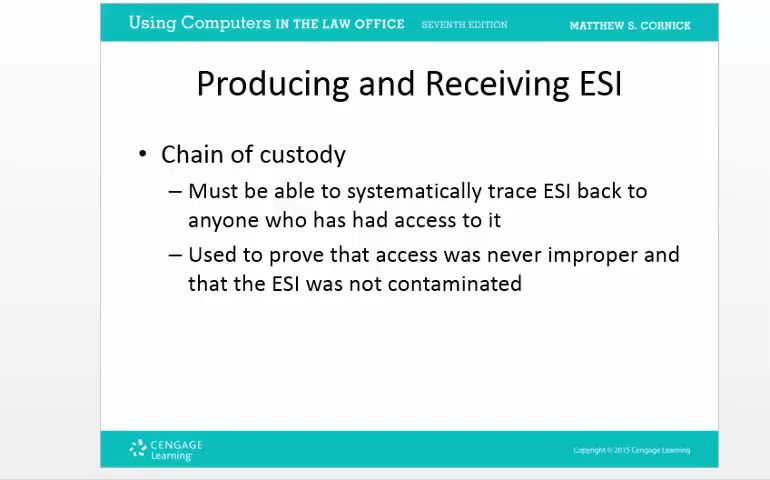 Using Computers IN THE LAW OFFICE SEVENTH EDITION MATTHEW S. CORNICK
Producing and Receiving ESI
• Chain of custody
– Must be able to systematically trace ESI back to
anyone who has had access to it
– Used to prove that access was never improper and
that the ESI was not contaminated
CENGAGE
Learning
Copyright © 2015 Cengage Learning